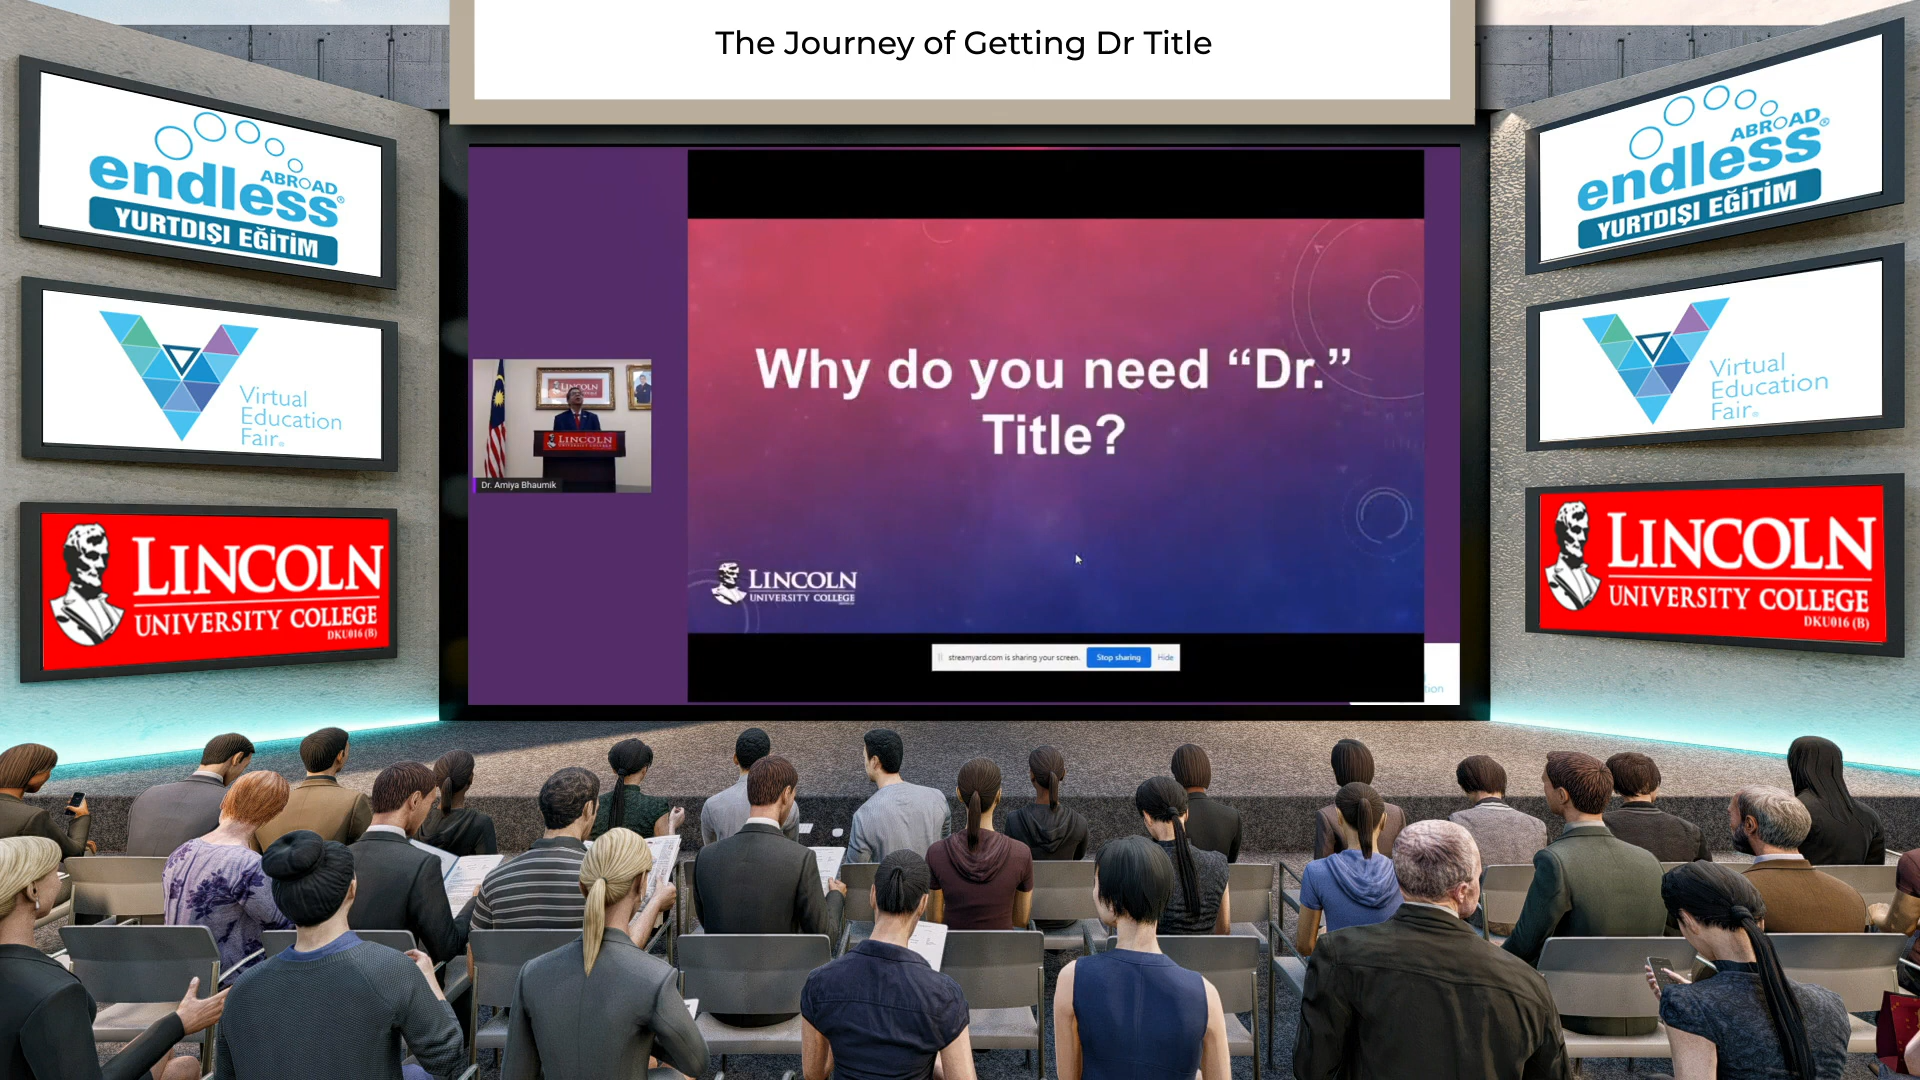 The Journey of Getting Dr Title
ABROAD
endless®
YURTDIŞI EĞİTİM
Virtual
Education
Fair®
LINCOLN
UNIVERSITY COLLEGE
DKU016 (B)
LINCOLN
LINCOLN
Dr. Amiya Bhaumik
Why do you need “Dr.”
Title?
LINCOLN
UNIVERSITY COLLEGE
streamyard.com is sharing your screen.
Stop sharing
Hide
ABROAD®
endless
YURTDIŞI EĞİTİM
Virtual
Education
Fair®
LINCOLN
UNIVERSITY COLLEGE
DKU016 (B)